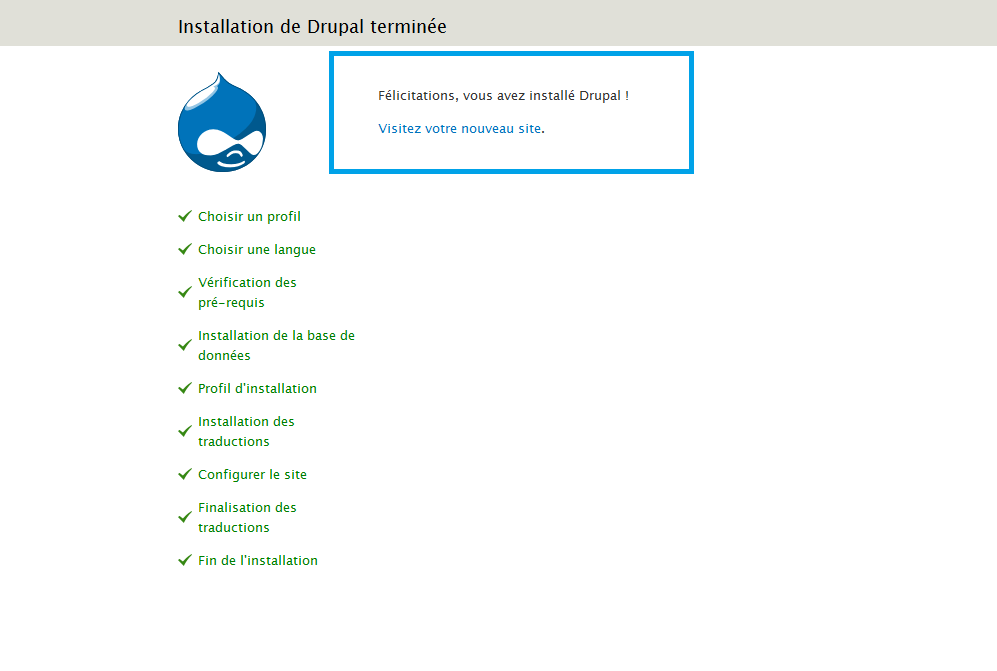 Installation de Drupal terminée
Félicitations, vous avez installé Drupal !
Visitez votre nouveau site.
Choisir un profil
Choisir une langue
Vérification des
pré-requis
Installation de la base de
données
Profil d'installation
Installation des
traductions
Configurer le site
Finalisation des
traductions
Fin de l'installation